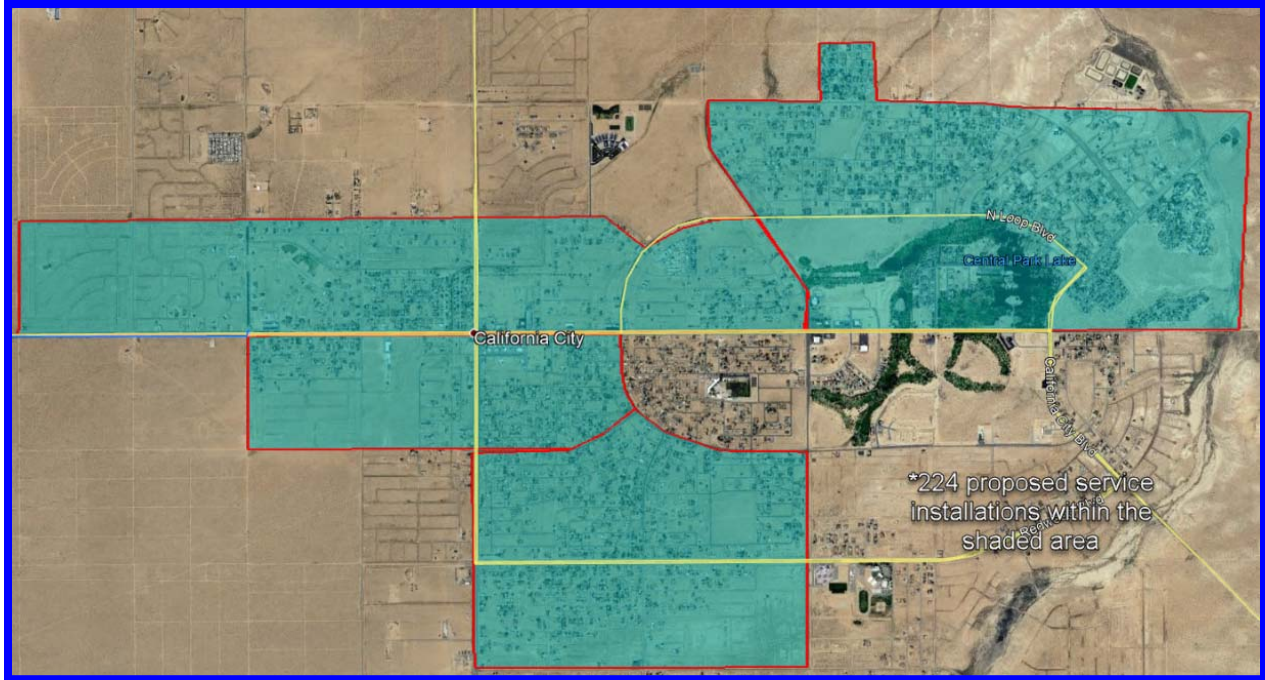 N Loop Blvd
Central Park Lake
California City
California City Blvd
*224 proposed service
installations within the
shaded area